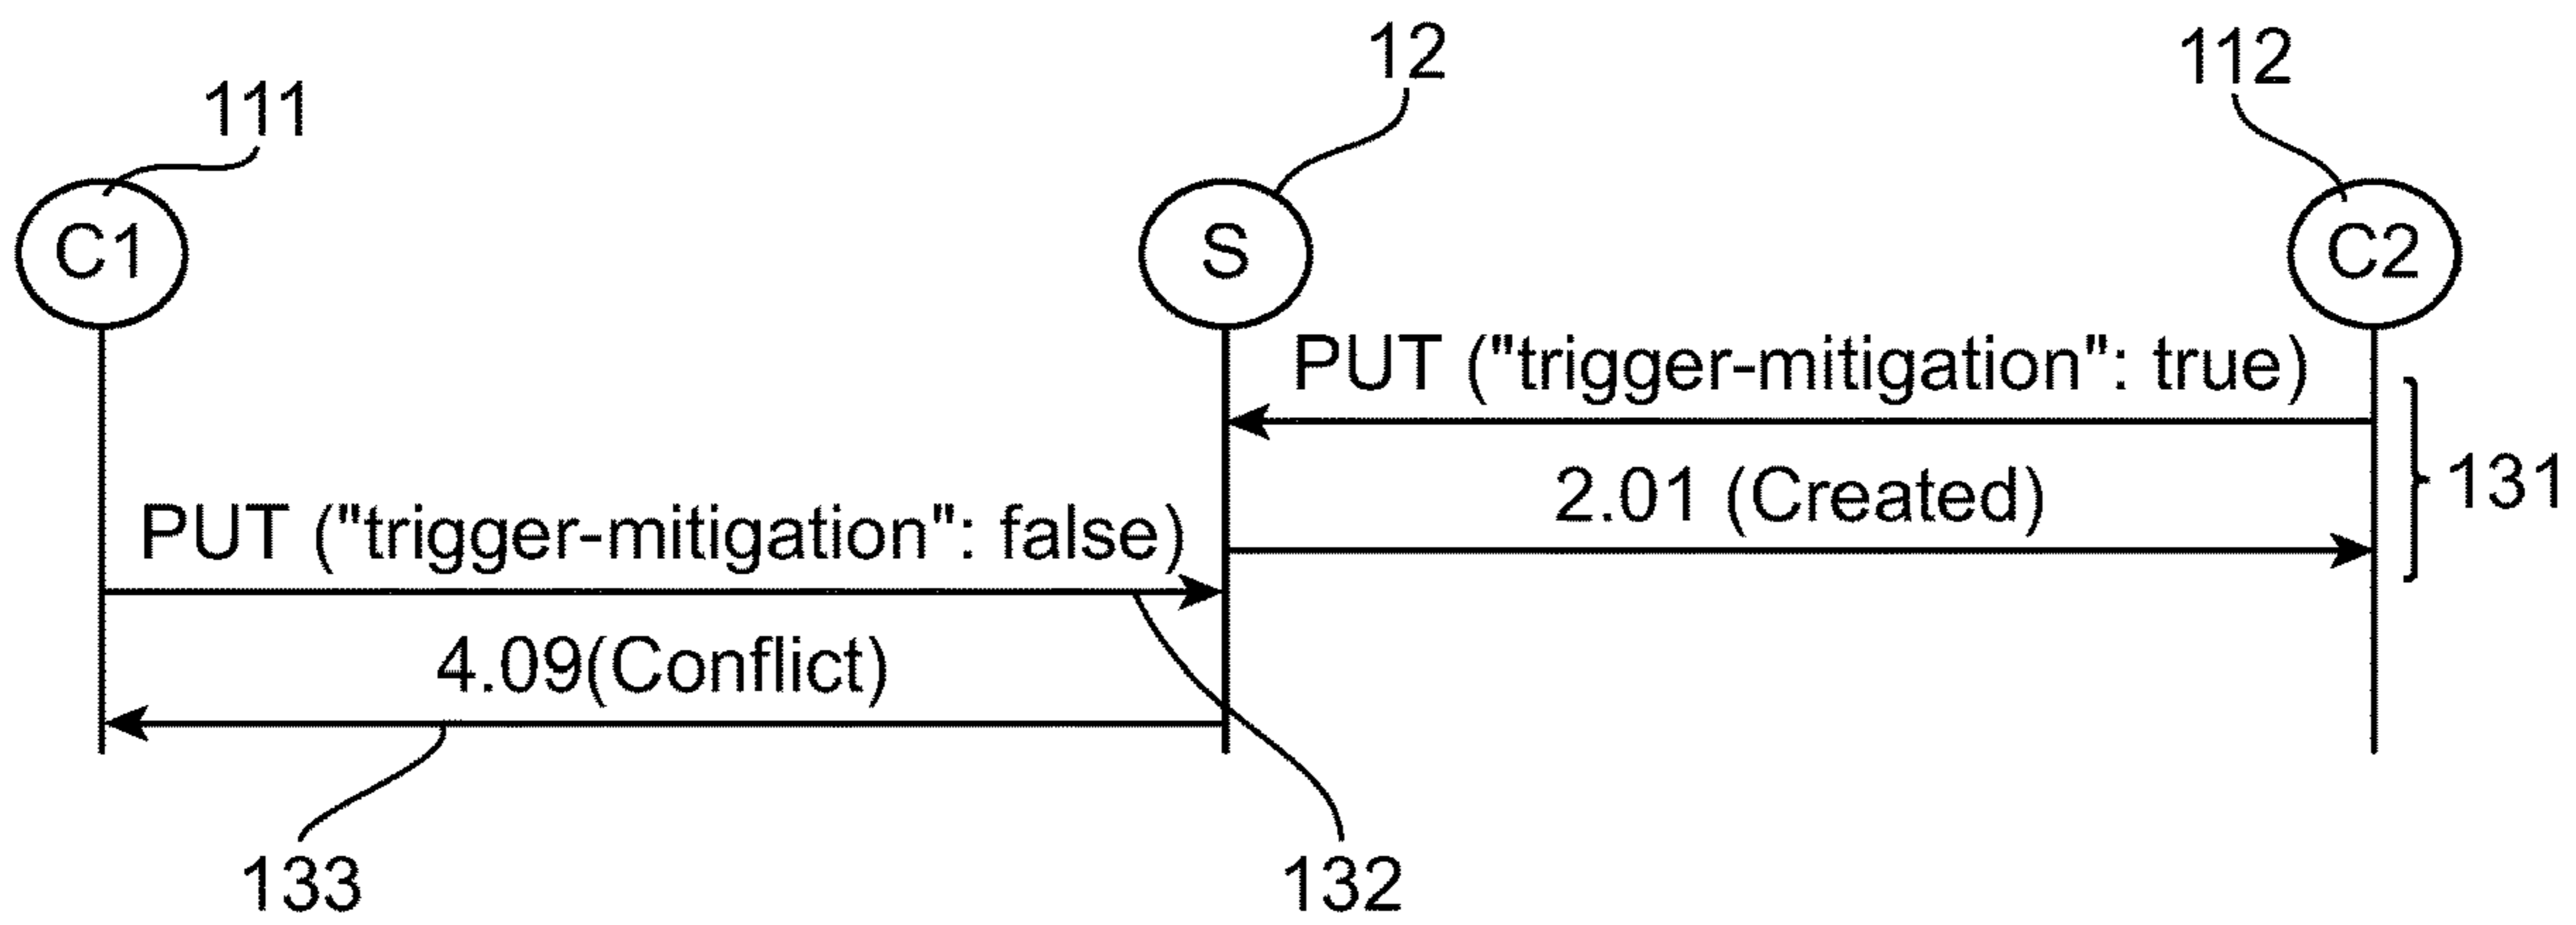 12
112
111
C1
S
C2
PUT ("trigger-mitigation": true)
2.01 (Created)
131
PUT ("trigger-mitigation": false)
4.09(Conflict)
133
132